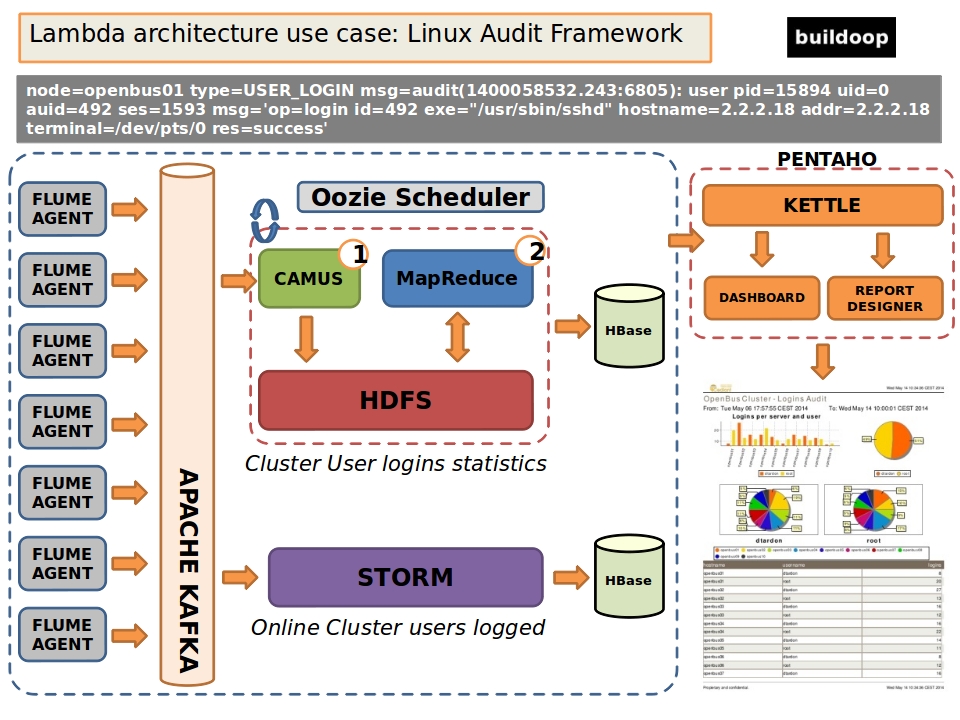 Lambda architecture use case: Linux Audit Framework
buildoop
node=openbus01 type=USER_LOGIN msg=audit(1400058532.243:6805): user pid=15894 uid=0
auid=492 ses=1593 msg='op=login id=492 exe="/usr/sbin/sshd" hostname=2.2.2.18 addr=2.2.2.18
terminal=/dev/pts/0 res=success'
FLUME
AGENT
FLUME
AGENT
FLUME
AGENT
FLUME
AGENT
FLUME
AGENT
FLUME
AGENT
FLUME
AGENT
APACHE KAFKA
Oozie Scheduler
CAMUS
1
MapReduce
2
HDFS
Cluster User logins statistics
HBase
STORM
Online Cluster users logged
HBase
PENTAHO
KETTLE
DASHBOARD
REPORT
DESIGNER
OpenBus Cluster - Logins Audit
From: Tue May 06 17:57:55 CEST 2014
To: Wed May 14 10:00:01 CEST 2014
Logins per server and user
dtardon
root
hostname
username
logins